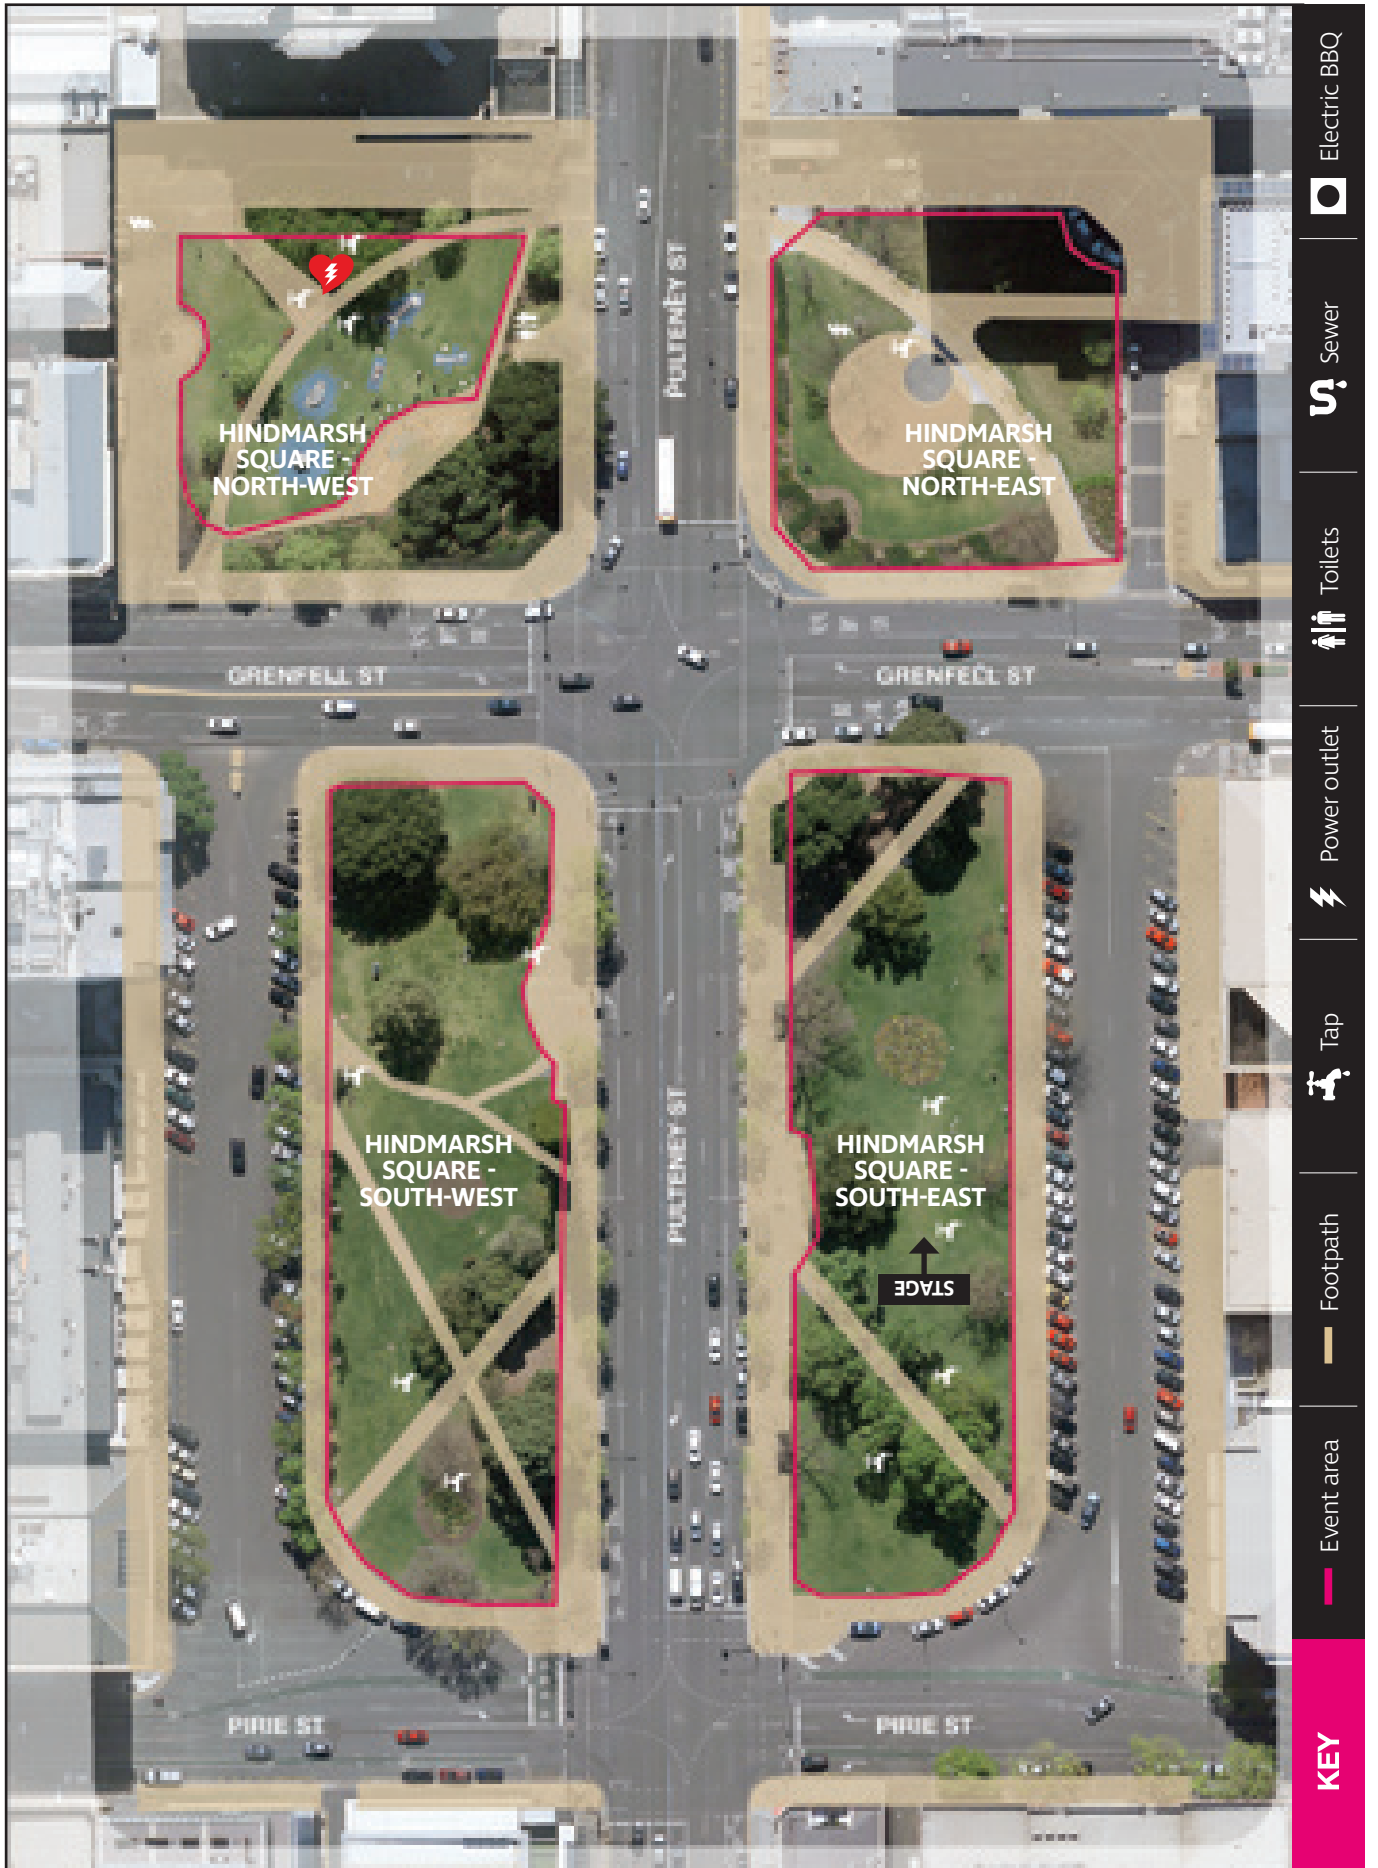 HINDMARSH
SQUARE -
NORTH-WEST
PULTENEY ST
HINDMARSH
SQUARE -
NORTH-EAST
GRENFELL ST
GRENFELL ST
HINDMARSH
SQUARE -
SOUTH-WEST
PULTENEY ST
HINDMARSH
SQUARE -
SOUTH-EAST
STAGE
PIRIE ST
PIRIE ST
KEY
Event area
Footpath
Tap
Power outlet
Toilets
Sewer
Electric BBQ